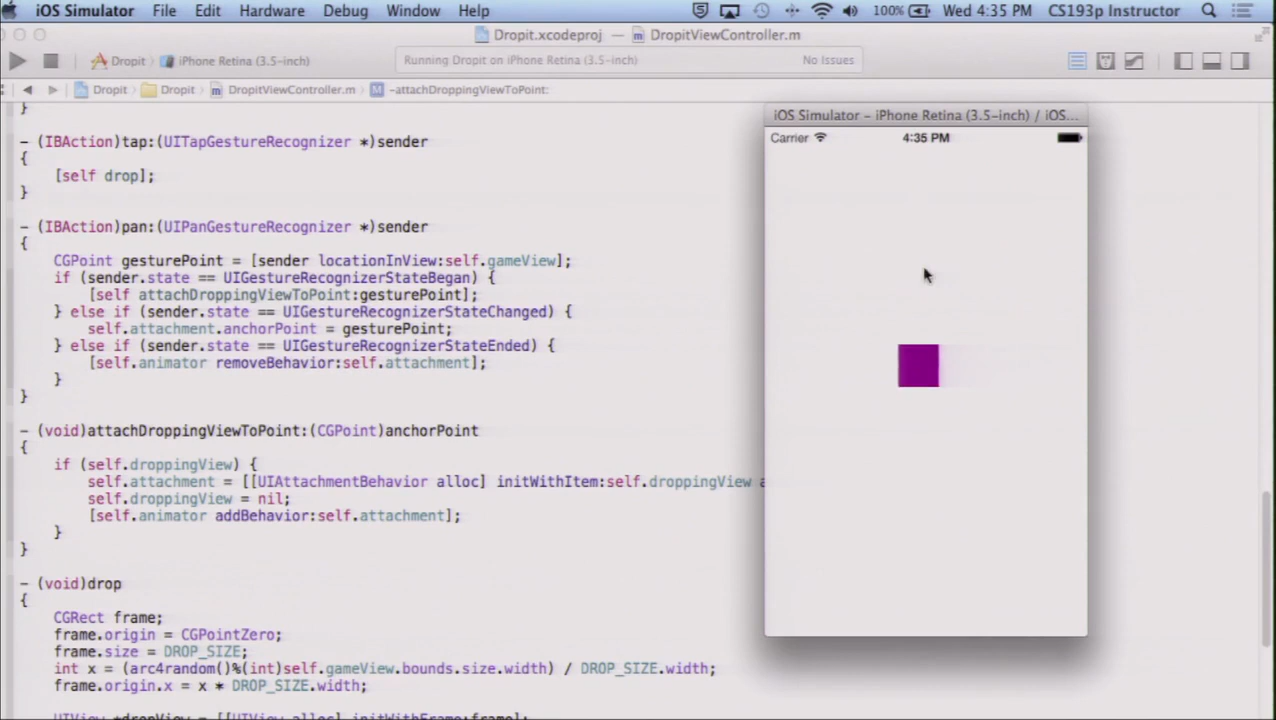 iOS Simulator File Edit Hardware Debug Window Help 100% Wed 4:35 PM CS193p Instructor
Dropit.xcodeproj — DropitViewController.m
Dropit iPhone Retina (3.5-inch) Running Dropit on iPhone Retina (3.5-inch) No Issues
Dropit Dropit DropitViewController.m M -attachDroppingViewToPoint:
}
- (IBAction)tap:(UITapGestureRecognizer *)sender
{
[self drop];
}
- (IBAction)pan:(UIPanGestureRecognizer *)sender
{
CGPoint gesturePoint = [sender locationInView:self.gameView];
if (sender.state == UIGestureRecognizerStateBegan) {
[self attachDroppingViewToPoint:gesturePoint];
} else if (sender.state == UIGestureRecognizerStateChanged) {
self.attachment.anchorPoint = gesturePoint;
} else if (sender.state == UIGestureRecognizerStateEnded) {
[self.animator removeBehavior:self.attachment];
}
}
- (void)attachDroppingViewToPoint:(CGPoint)anchorPoint
{
if (self.droppingView) {
self.attachment = [[UIAttachmentBehavior alloc] initWithItem:self.droppingView a
self.droppingView = nil;
[self.animator addBehavior:self.attachment];
}
}
- (void)drop
{
CGRect frame;
frame.origin = CGPointZero;
frame.size = DROP_SIZE;
int x = (arc4random()%(int)self.gameView.bounds.size.width) / DROP_SIZE.width;
frame.origin.x = x * DROP_SIZE.width;
UIView *dropView = [[UIView alloc] initWithFrame:frame];
iOS Simulator – iPhone Retina (3.5-inch) / iOS...
Carrier 4:35 PM